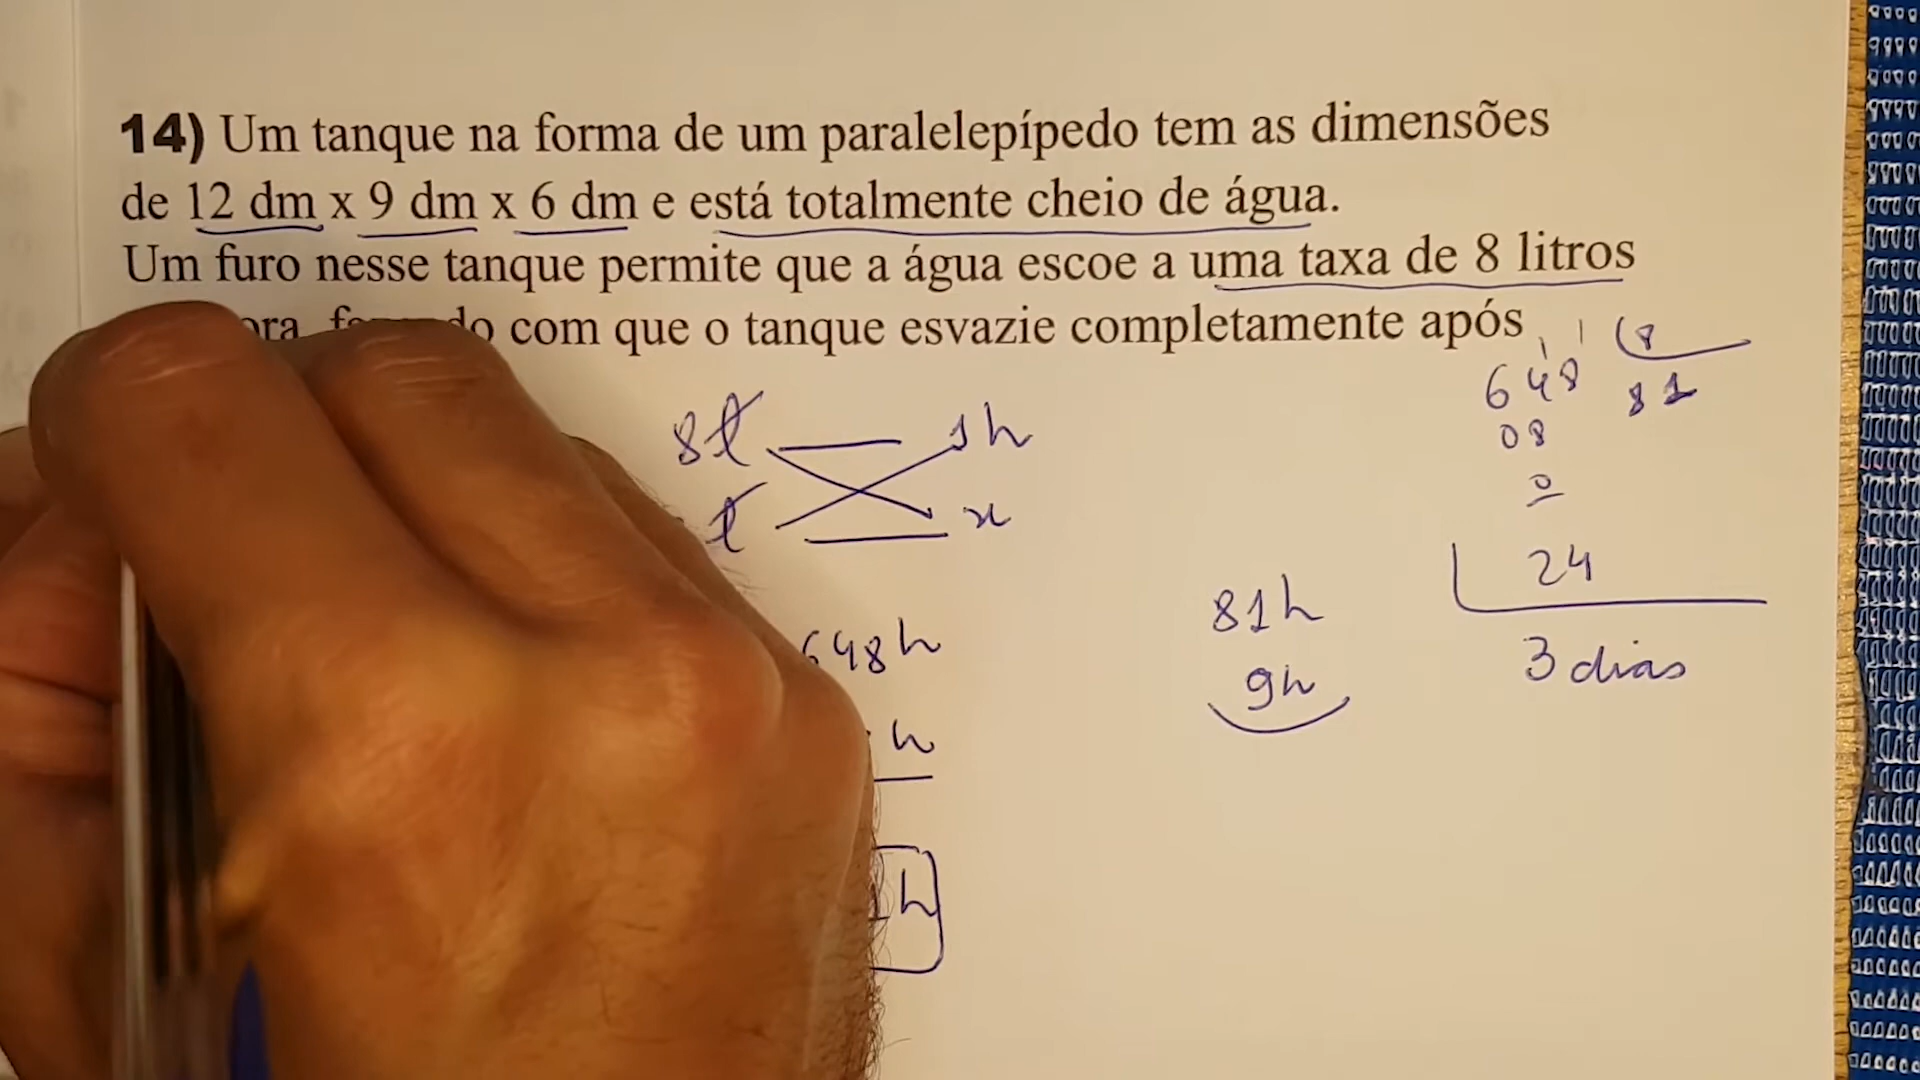 14) Um tanque na forma de um paralelepípedo tem as dimensões
de 12 dm x 9 dm x 6 dm e está totalmente cheio de água.
Um furo nesse tanque permite que a água escoe a uma taxa de 8 litros
com que o tanque esvazie completamente após
648 8
08 81
0
8ℓ 1h
ℓ x
648h
h
h
81h 24
9h 3 dias